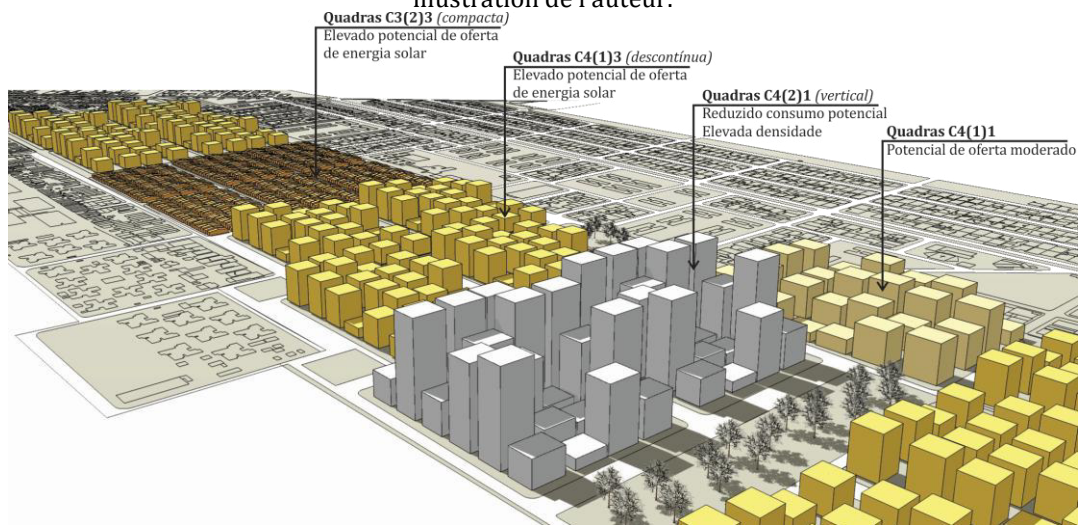 illustration de l'auteur.
Quadras C3(2)3 (compacta)
Elevado potencial de oferta
de energia solar
Quadras C4(1)3 (descontínua)
Elevado potencial de oferta
de energia solar
Quadras C4(2)1 (vertical)
Reduzido consumo potencial
Elevada densidade
Quadras C4(1)1
Potencial de oferta moderado